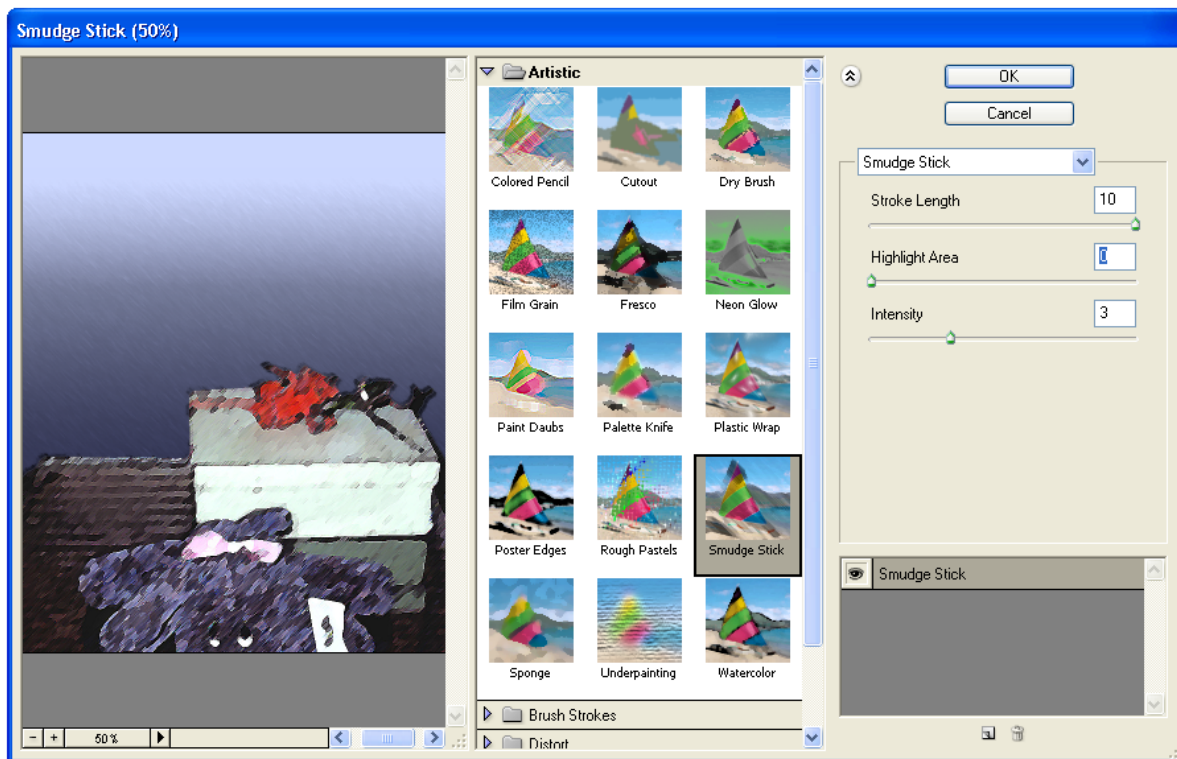 Smudge Stick (50%)
Artistic
Colored Pencil
Cutout
Dry Brush
Film Grain
Fresco
Neon Glow
Paint Daubs
Palette Knife
Plastic Wrap
Poster Edges
Rough Pastels
Smudge Stick
Sponge
Underpainting
Watercolor
Brush Strokes
Distort
50%
OK
Cancel
Smudge Stick
Stroke Length
10
Highlight Area
0
Intensity
3
Smudge Stick